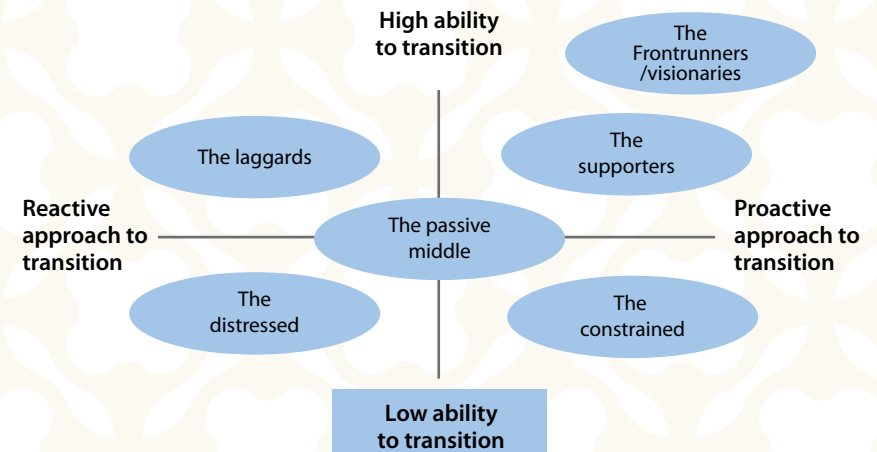 High ability
to transition
The
Frontrunners
/visionaries
The laggards
The
supporters
Reactive
approach to
transition
The passive
middle
Proactive
approach to
transition
The
distressed
The
constrained
Low ability
to transition